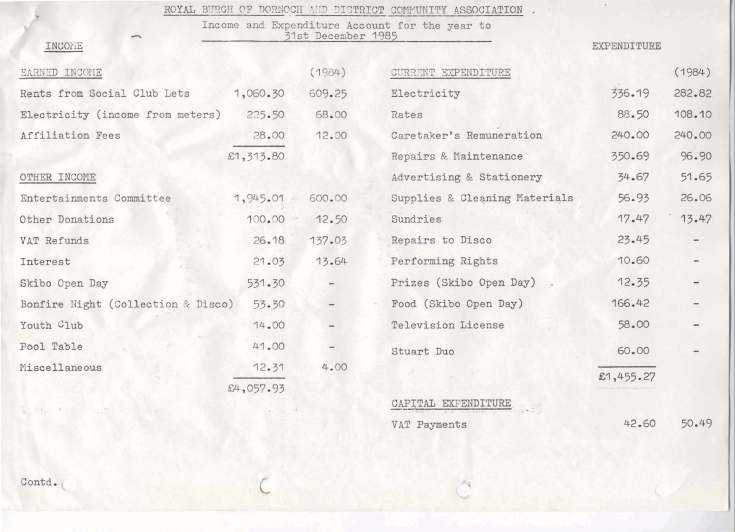 ROYAL BURGH OF DORNOCH AND DISTRICT COMMUNITY ASSOCIATION .
Income and Expenditure Account for the year to
31st December 1985
INCOME
EARNED INCOME (1984)
Rents from Social Club Lets 1,060.30 609.25
Electricity (income from meters) 225.50 68.00
Affiliation Fees 28.00 12.00
£1,313.80
OTHER INCOME
Entertainments Committee 1,945.01 600.00
Other Donations 100.00 12.50
VAT Refunds 26.18 137.03
Interest 21.03 13.64
Skibo Open Day 531.30 -
Bonfire Night (Collection & Disco) 53.30 -
Youth Club 14.00 -
Pool Table 41.00 -
Miscellaneous 12.31 4.00
£4,057.93
Contd.
EXPENDITURE
CURRENT EXPENDITURE (1984)
Electricity 336.19 282.82
Rates 88.50 108.10
Caretaker's Remuneration 240.00 240.00
Repairs & Maintenance 350.69 96.90
Advertising & Stationery 34.67 51.65
Supplies & Cleaning Materials 56.93 26.06
Sundries 17.47 13.47
Repairs to Disco 23.45 -
Performing Rights 10.60 -
Prizes (Skibo Open Day) 12.35 -
Food (Skibo Open Day) 166.42 -
Television License 58.00 -
Stuart Duo 60.00 -
£1,455.27
CAPITAL EXPENDITURE
VAT Payments 42.60 50.49